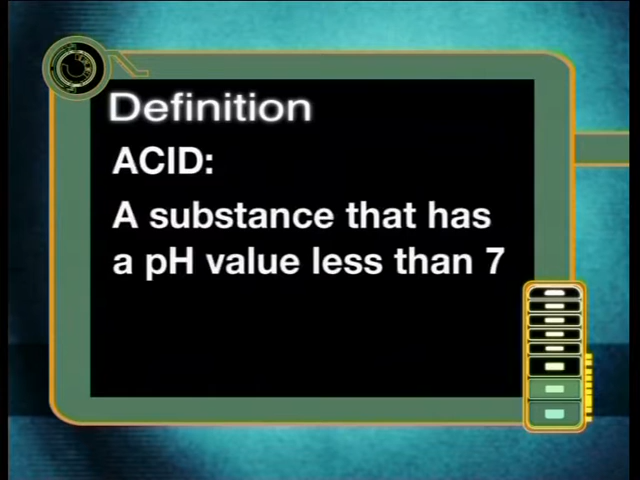 Definition
ACID:
A substance that has
a pH value less than 7